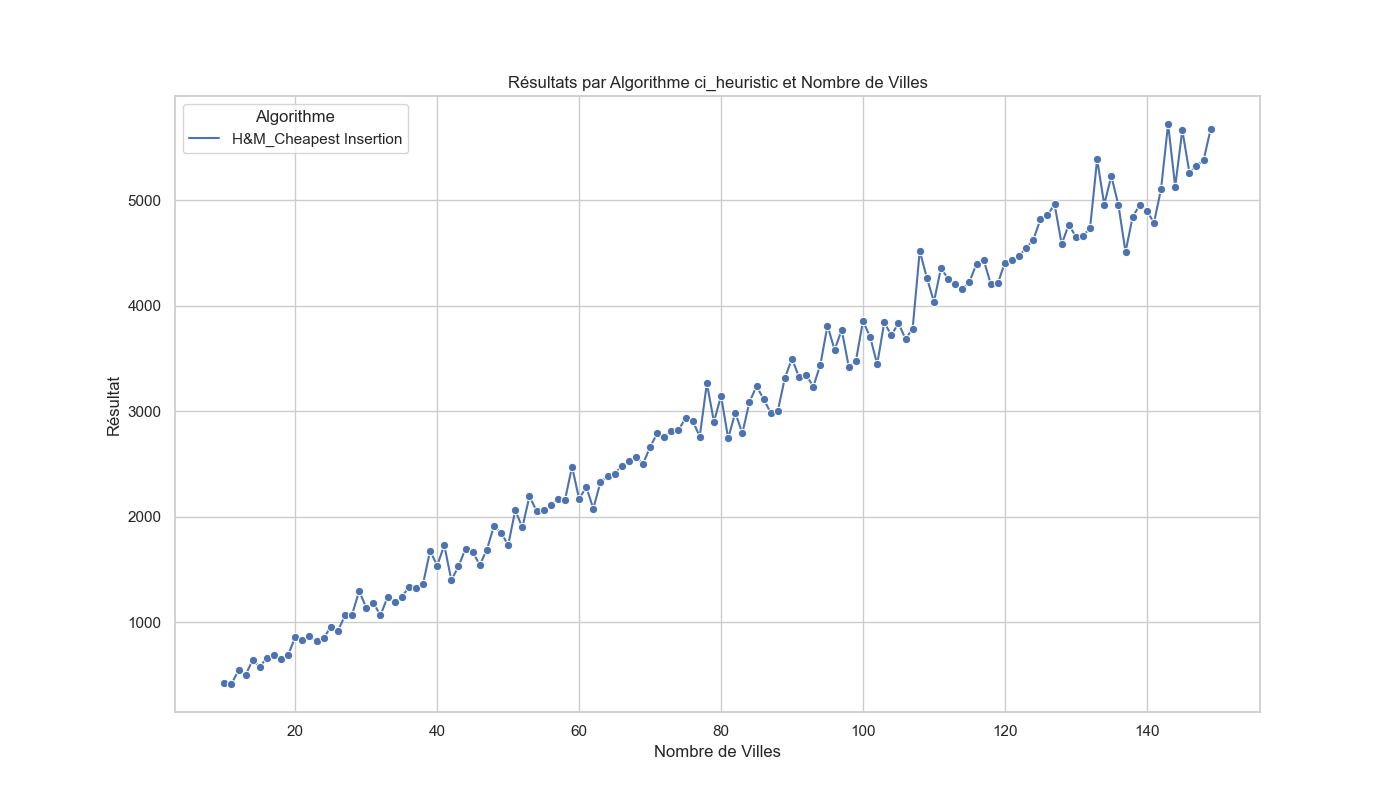 Résultats par Algorithme ci_heuristic et Nombre de Villes
Algorithme
H&M_Cheapest Insertion
5000
4000
3000
2000
1000
Résultat
20 40 60 80 100 120 140
Nombre de Villes